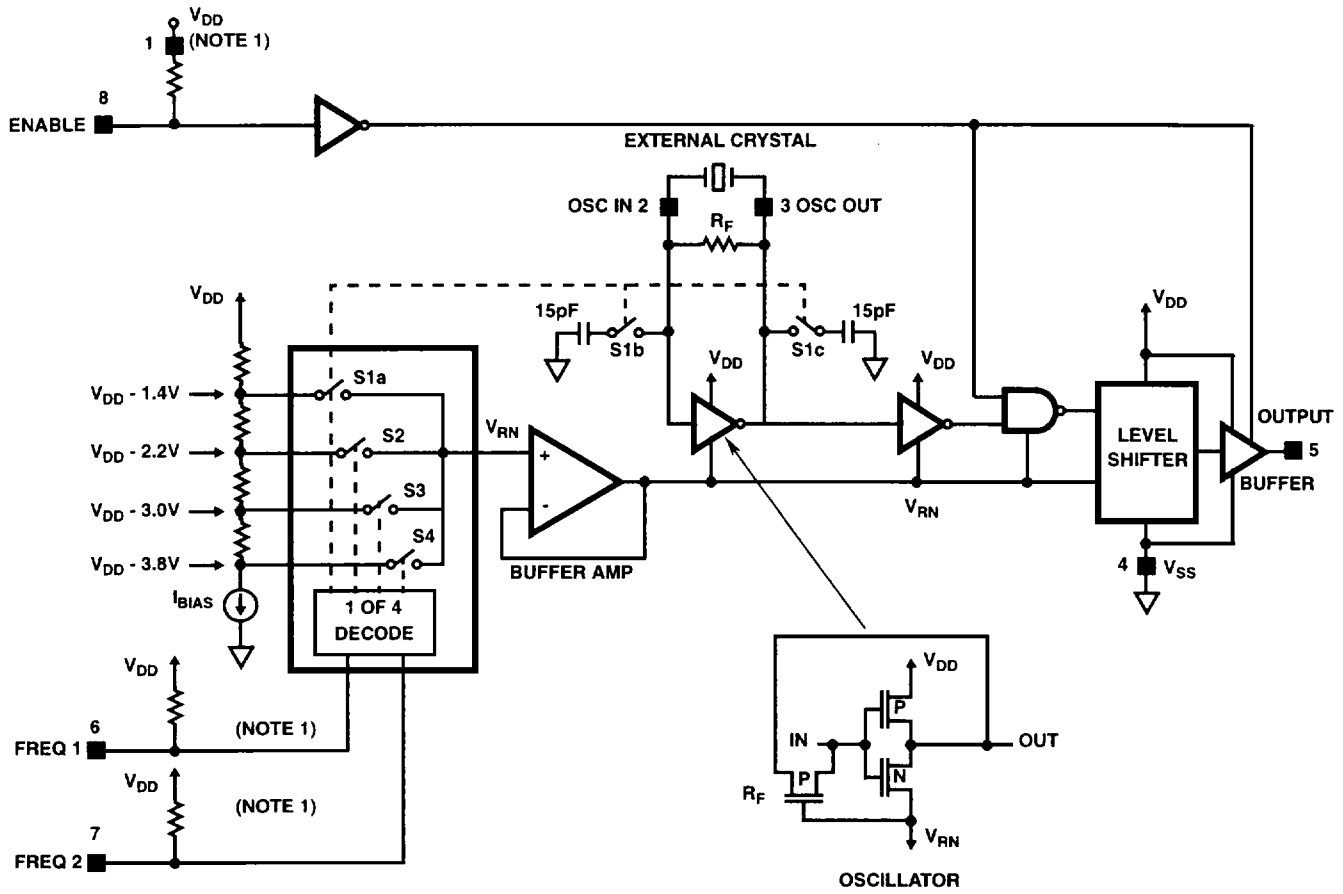 VDD
1 (NOTE 1)
8
ENABLE
EXTERNAL CRYSTAL
OSC IN 2
3 OSC OUT
RF
VDD
15pF
S1b
15pF
S1c
VDD
VDD
VDD
VDD - 1.4V
S1a
VDD - 2.2V
S2
VDD - 3.0V
S3
VDD - 3.8V
S4
VRN
+
-
BUFFER AMP
VRN
LEVEL
SHIFTER
OUTPUT
5
BUFFER
4
VSS
IBIAS
1 OF 4
DECODE
VDD
6
FREQ 1
(NOTE 1)
VDD
7
FREQ 2
(NOTE 1)
VDD
P
IN
OUT
N
P
RF
VRN
OSCILLATOR